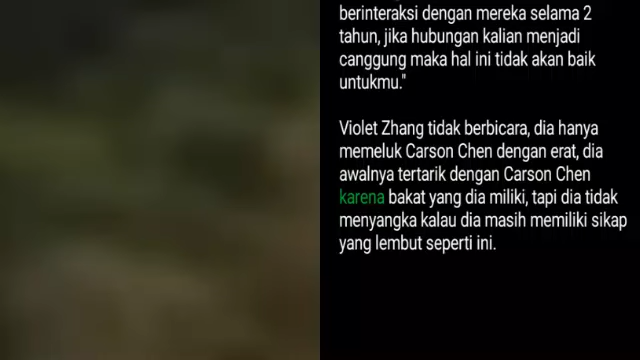 berinteraksi dengan mereka selama 2
tahun, jika hubungan kalian menjadi
canggung maka hal ini tidak akan baik
untukmu."
Violet Zhang tidak berbicara, dia hanya
memeluk Carson Chen dengan erat, dia
awalnya tertarik dengan Carson Chen
karena bakat yang dia miliki, tapi dia tidak
menyangka kalau dia masih memiliki sikap
yang lembut seperti ini.